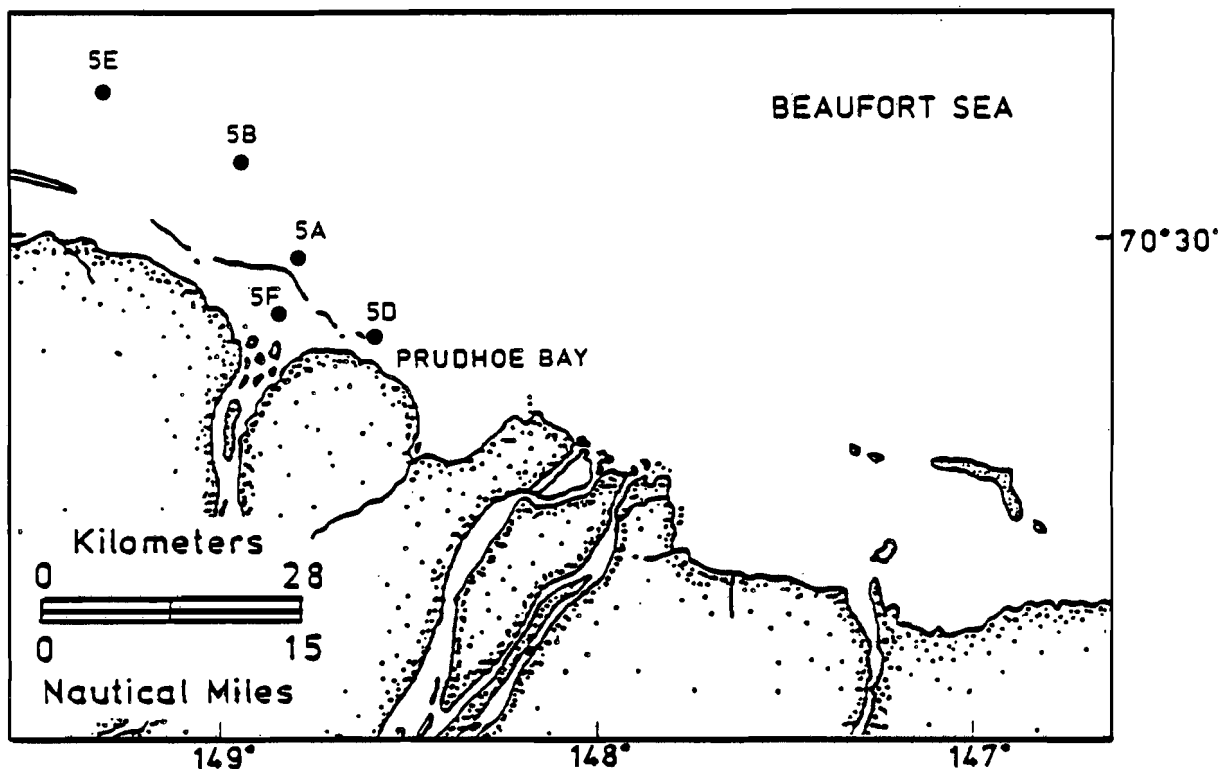 5E
BEAUFORT SEA
5B
5A
70°30'
5F
5D
PRUDHOE BAY
Kilometers
0 28
0 15
Nautical Miles
149° 148° 147°